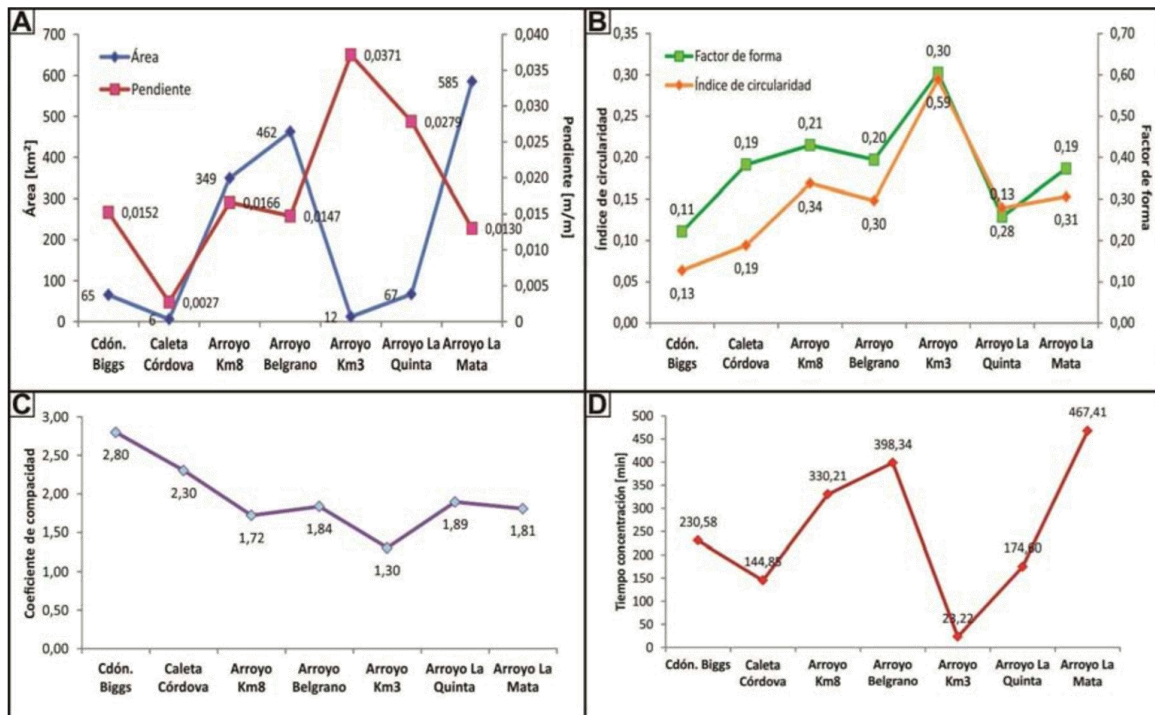 A
Área
Pendiente
700
600
500
400
300
200
100
0
Área [km²]
0,040
0,035
0,030
0,025
0,020
0,015
0,010
0,005
0
Pendiente [m/m]
65
6
349
462
12
67
585
0,0152
0,0027
0,0166
0,0147
0,0371
0,0279
0,0130
Cdón. Biggs
Caleta Córdova
Arroyo Km8
Arroyo Belgrano
Arroyo Km3
Arroyo La Quinta
Arroyo La Mata
B
Factor de forma
Índice de circularidad
0,35
0,30
0,25
0,20
0,15
0,10
0,05
0,00
Índice de circularidad
0,70
0,60
0,50
0,40
0,30
0,20
0,10
0,00
Factor de forma
0,11
0,19
0,21
0,20
0,30
0,13
0,19
0,13
0,19
0,34
0,30
0,59
0,28
0,31
Cdón. Biggs
Caleta Córdova
Arroyo Km8
Arroyo Belgrano
Arroyo Km3
Arroyo La Quinta
Arroyo La Mata
C
3,00
2,50
2,00
1,50
1,00
0,50
0,00
Coeficiente de compacidad
2,80
2,30
1,72
1,84
1,30
1,89
1,81
Cdón. Biggs
Caleta Córdova
Arroyo Km8
Arroyo Belgrano
Arroyo Km3
Arroyo La Quinta
Arroyo La Mata
D
500
450
400
350
300
250
200
150
100
50
0
Tiempo concentración [min]
230,58
144,85
330,21
398,34
23,22
174,60
467,41
Cdón. Biggs
Caleta Córdova
Arroyo Km8
Arroyo Belgrano
Arroyo Km3
Arroyo La Quinta
Arroyo La Mata